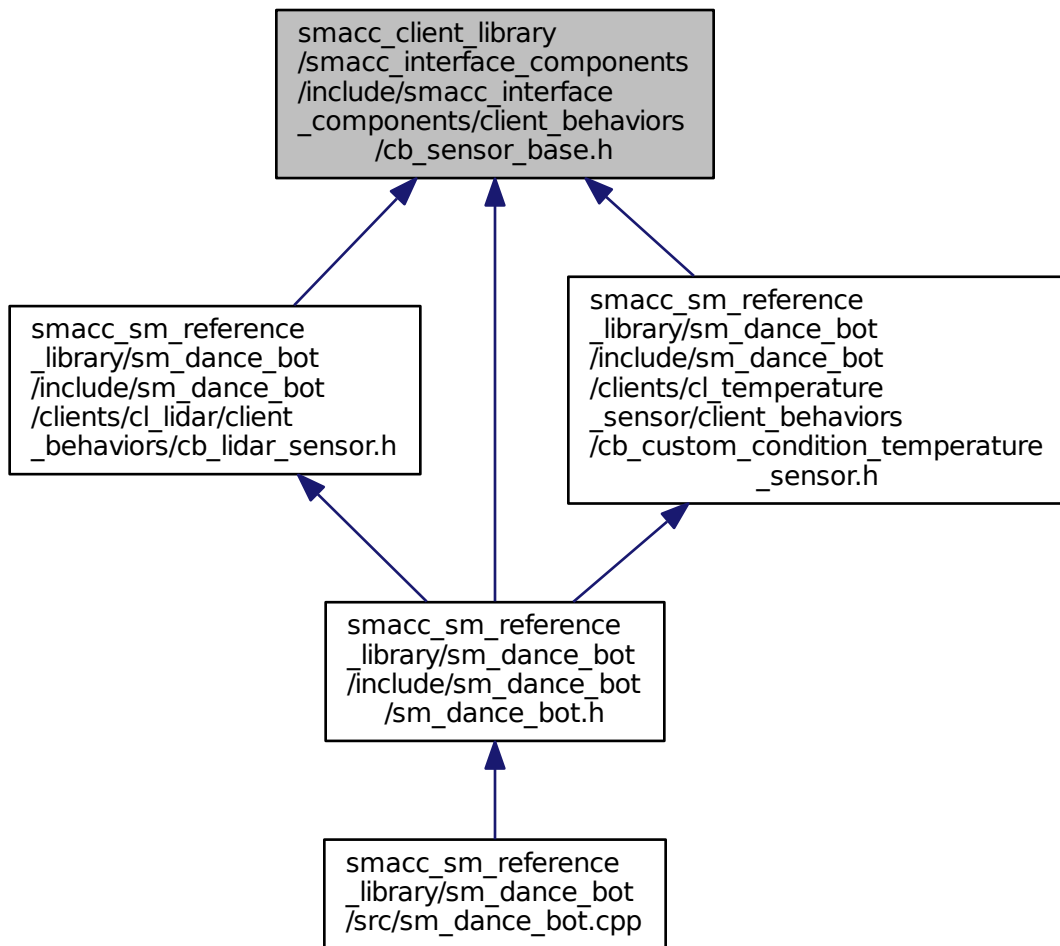 smacc_client_library
/smacc_interface_components
/include/smacc_interface
_components/client_behaviors
/cb_sensor_base.h
smacc_sm_reference
_library/sm_dance_bot
/include/sm_dance_bot
/clients/cl_lidar/client
_behaviors/cb_lidar_sensor.h
smacc_sm_reference
_library/sm_dance_bot
/include/sm_dance_bot
/clients/cl_temperature
_sensor/client_behaviors
/cb_custom_condition_temperature
_sensor.h
smacc_sm_reference
_library/sm_dance_bot
/include/sm_dance_bot
/sm_dance_bot.h
smacc_sm_reference
_library/sm_dance_bot
/src/sm_dance_bot.cpp